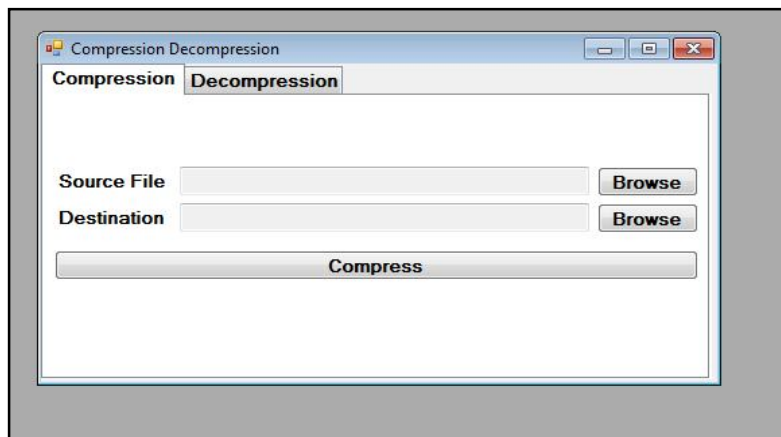 Compression Decompression
Compression Decompression
Source File Browse
Destination Browse
Compress